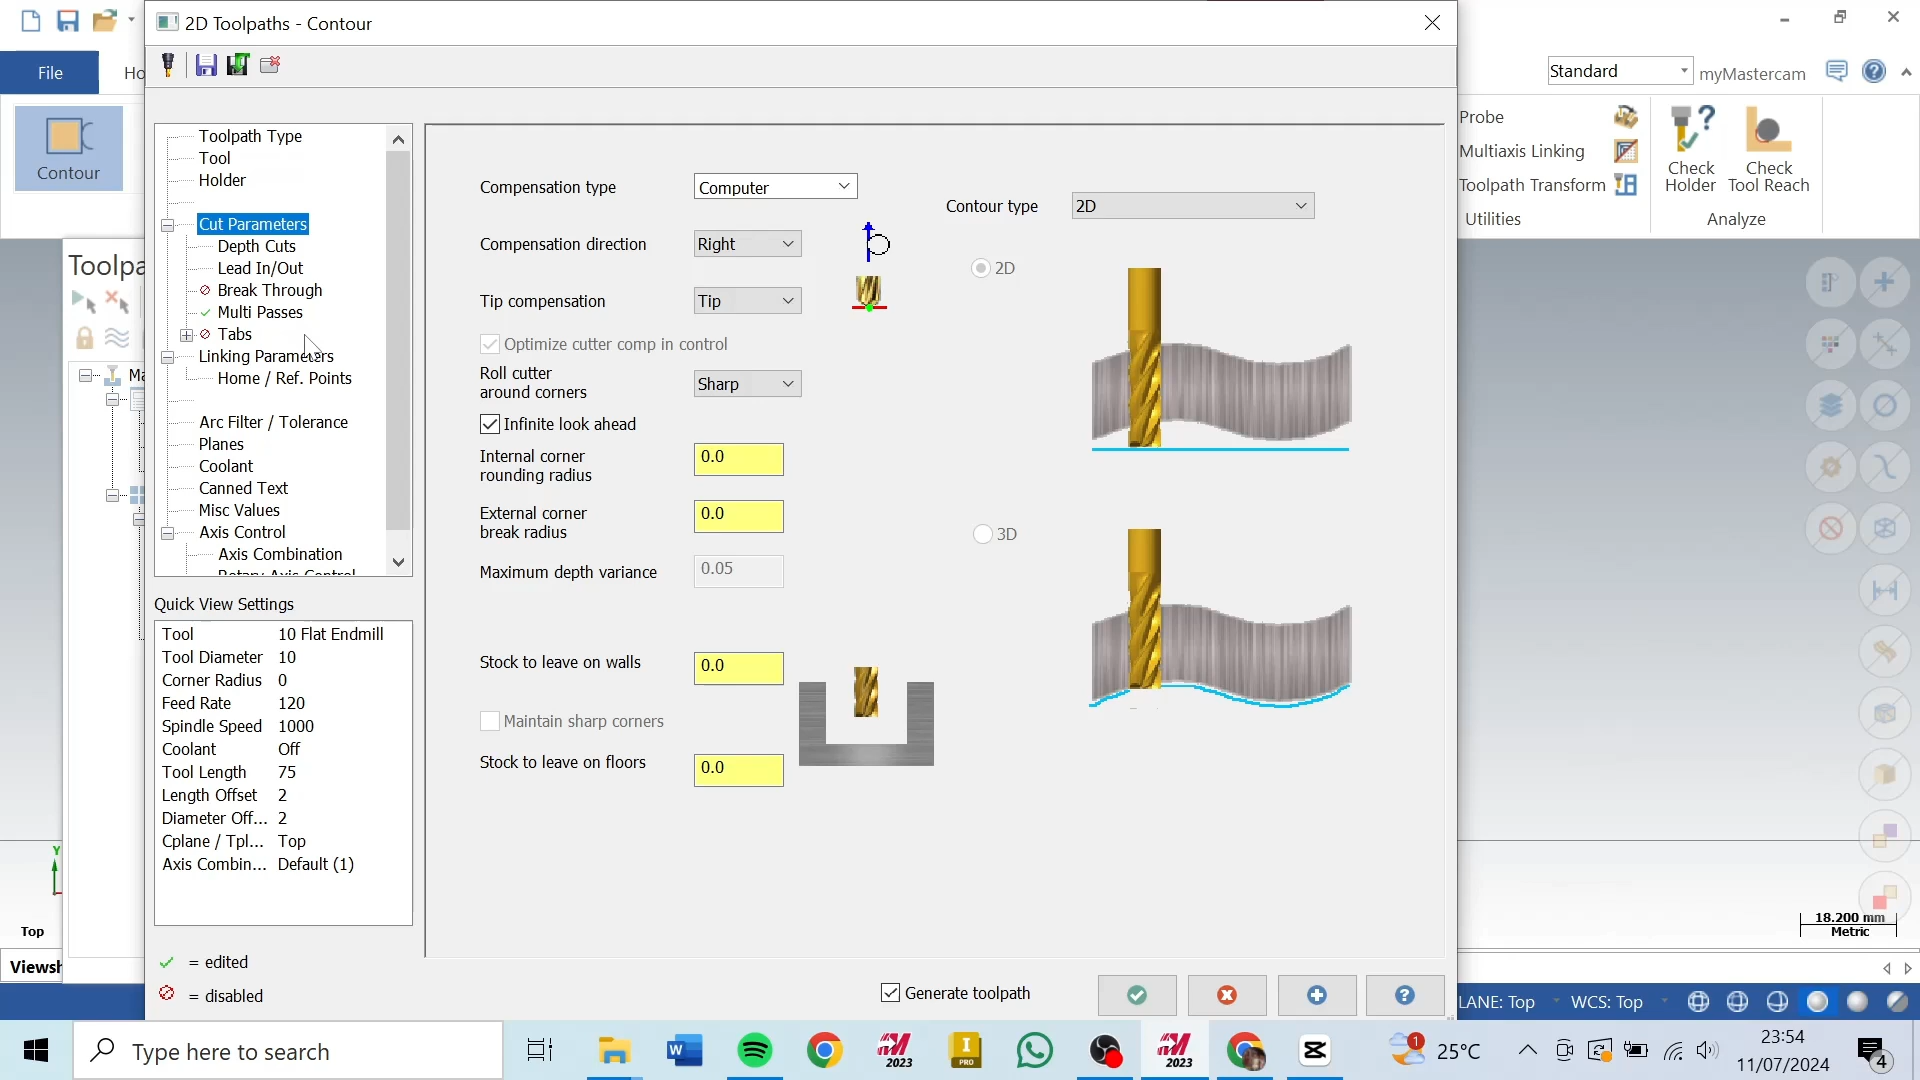 2D Toolpaths - Contour
File
Ho
Standard
myMastercam
Contour
Probe
Multiaxis Linking
Toolpath Transform
Utilities
Check
Holder
Check
Tool Reach
Analyze
Toolpa
Ma
Toolpath Type
Tool
Holder
Cut Parameters
Depth Cuts
Lead In/Out
Break Through
Multi Passes
Tabs
Linking Parameters
Home / Ref. Points
Arc Filter / Tolerance
Planes
Coolant
Canned Text
Misc Values
Axis Control
Axis Combination
Rotary Axis Control
Compensation type
Computer
Compensation direction
Right
Tip compensation
Tip
Optimize cutter comp in control
Roll cutter
around corners
Sharp
Infinite look ahead
Internal corner
rounding radius
0.0
External corner
break radius
0.0
Maximum depth variance
0.05
Stock to leave on walls
0.0
Maintain sharp corners
Stock to leave on floors
0.0
Contour type
2D
2D
3D
Quick View Settings
Tool 10 Flat Endmill
Tool Diameter 10
Corner Radius 0
Feed Rate 120
Spindle Speed 1000
Coolant Off
Tool Length 75
Length Offset 2
Diameter Off... 2
Cplane / Tpl... Top
Axis Combin... Default (1)
= edited
= disabled
Generate toolpath
Y
Top
Viewsh
18.200 mm
Metric
LANE: Top
WCS: Top
Type here to search
2023
I
PRO
2023
1
25°C
23:54
11/07/2024
4